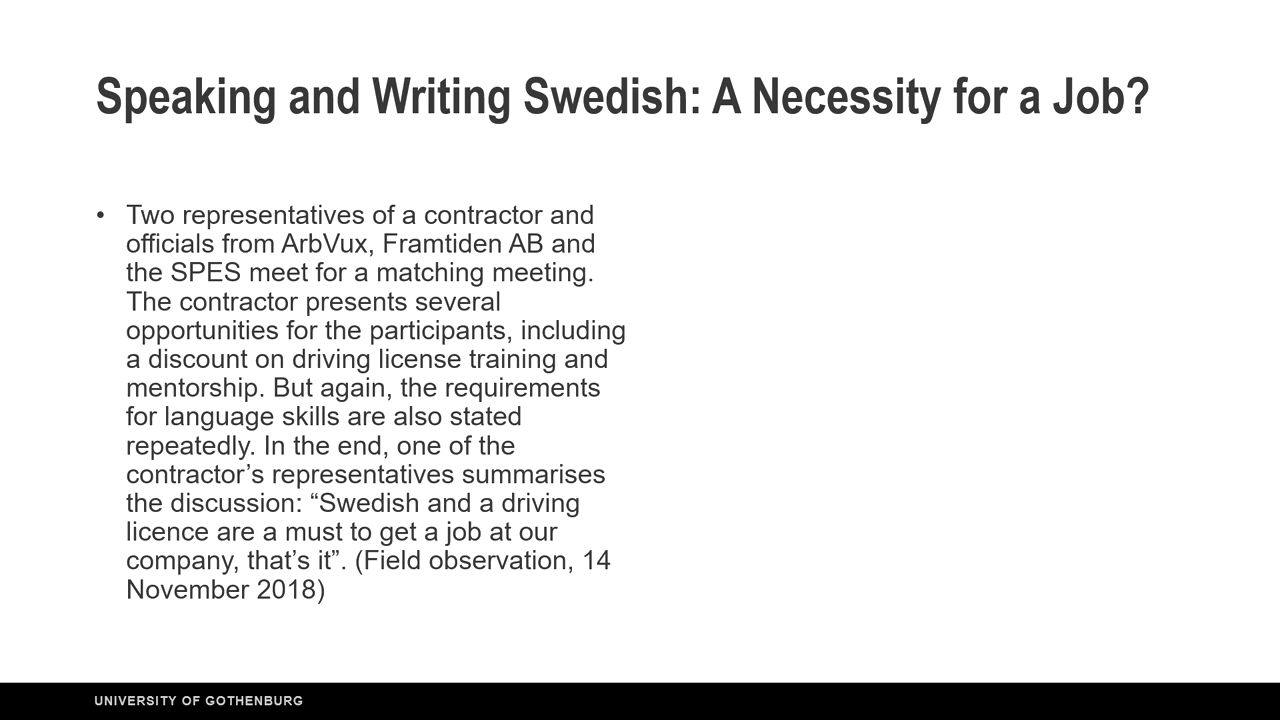 Speaking and Writing Swedish: A Necessity for a Job?
• Two representatives of a contractor and
officials from ArbVux, Framtiden AB and
the SPES meet for a matching meeting.
The contractor presents several
opportunities for the participants, including
a discount on driving license training and
mentorship. But again, the requirements
for language skills are also stated
repeatedly. In the end, one of the
contractor’s representatives summarises
the discussion: “Swedish and a driving
licence are a must to get a job at our
company, that’s it”. (Field observation, 14
November 2018)
UNIVERSITY OF GOTHENBURG